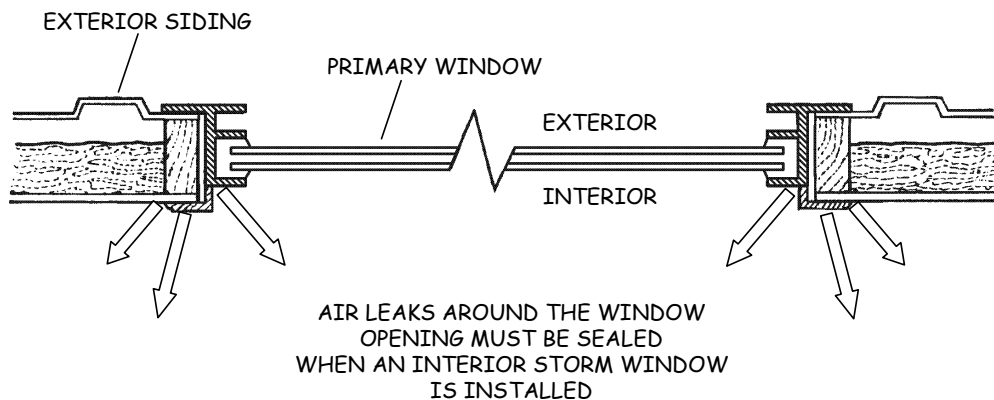 EXTERIOR SIDING
PRIMARY WINDOW
EXTERIOR
INTERIOR
AIR LEAKS AROUND THE WINDOW
OPENING MUST BE SEALED
WHEN AN INTERIOR STORM WINDOW
IS INSTALLED